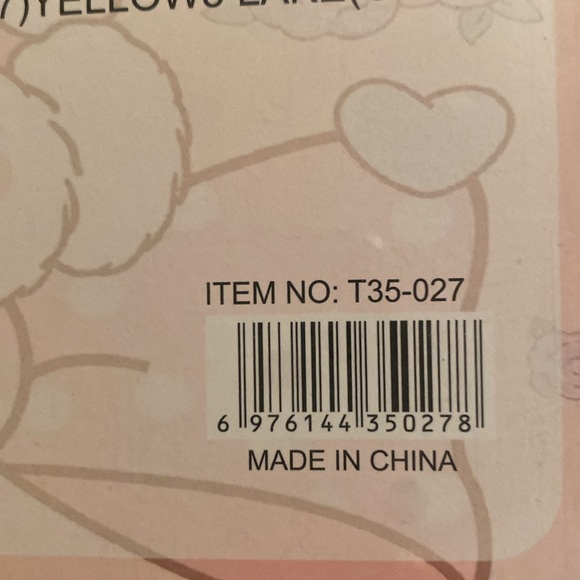 ITEM NO: T35-027
6 976144 350278
MADE IN CHINA